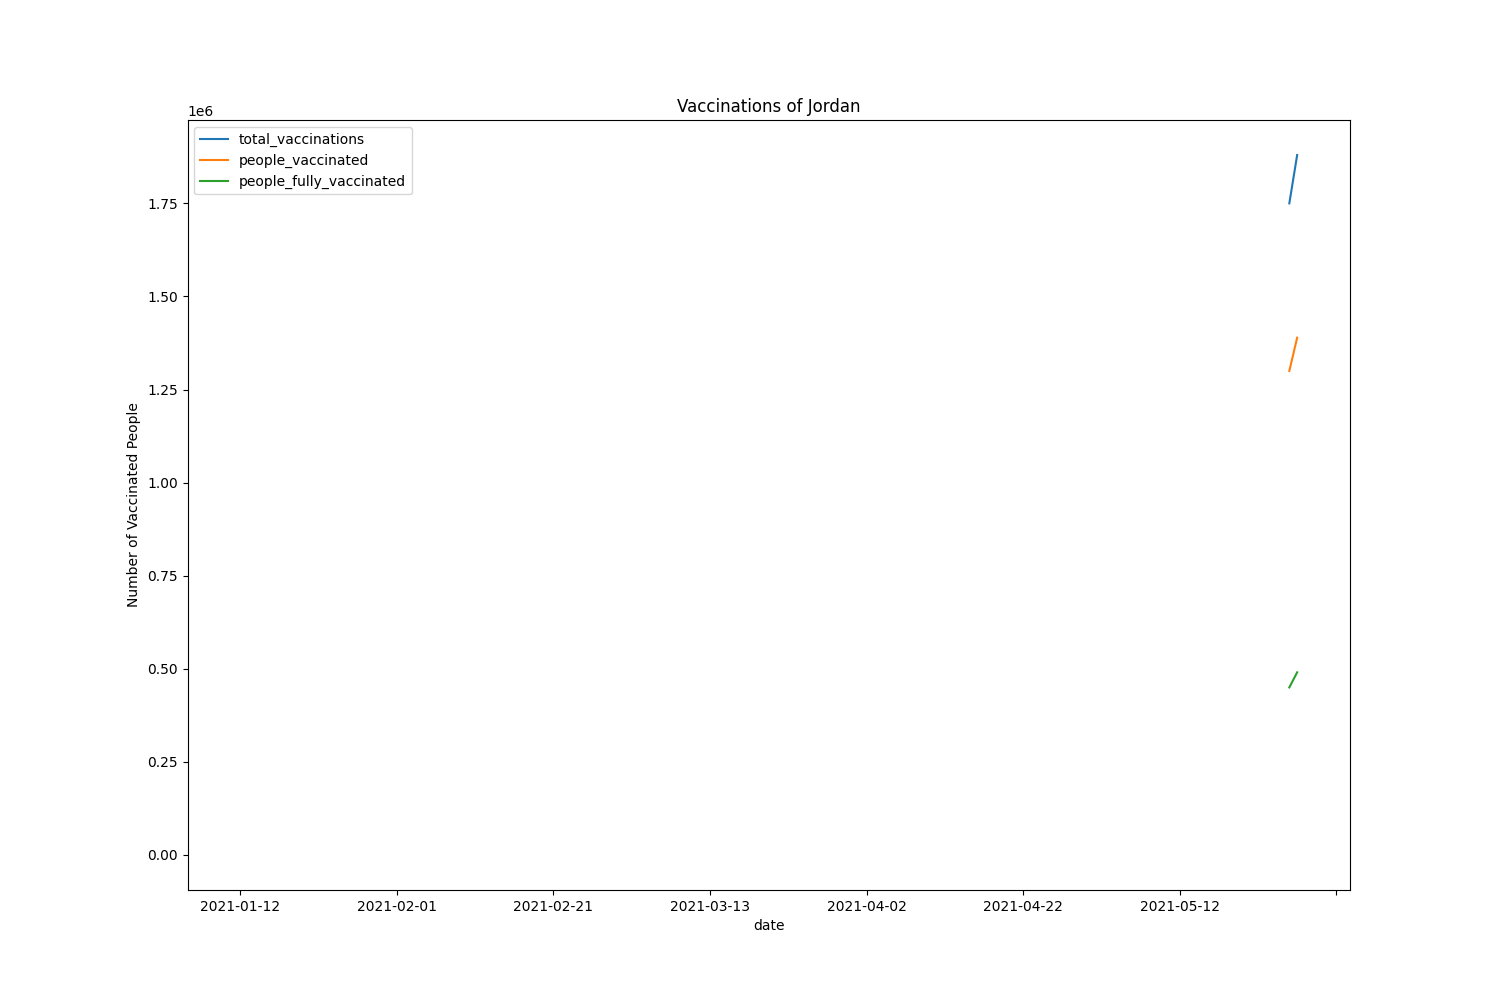 Vaccinations of Jordan
1e6
total_vaccinations
people_vaccinated
people_fully_vaccinated
1.75
1.50
1.25
1.00
0.75
0.50
0.25
0.00
Number of Vaccinated People
2021-01-12 2021-02-01 2021-02-21 2021-03-13 2021-04-02 2021-04-22 2021-05-12
date